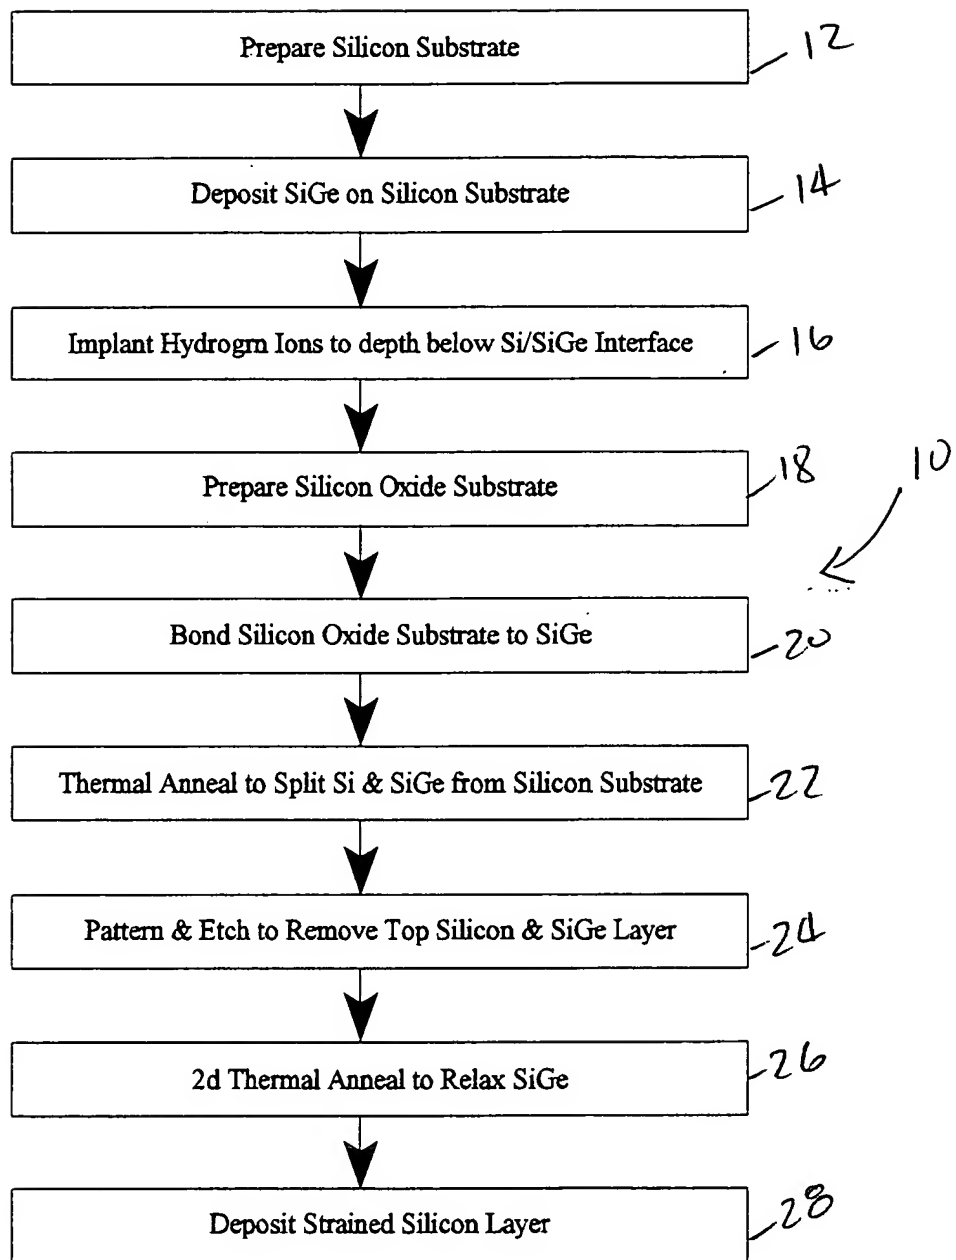 Prepare Silicon Substrate
12
Deposit SiGe on Silicon Substrate
14
Implant Hydrogm Ions to depth below Si/SiGe Interface
16
Prepare Silicon Oxide Substrate
18
10
Bond Silicon Oxide Substrate to SiGe
20
Thermal Anneal to Split Si & SiGe from Silicon Substrate
22
Pattern & Etch to Remove Top Silicon & SiGe Layer
24
2d Thermal Anneal to Relax SiGe
26
Deposit Strained Silicon Layer
28